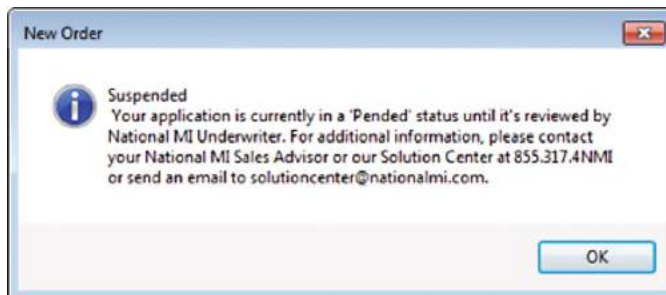 New Order
Suspended
Your application is currently in a 'Pended' status until it's reviewed by
National MI Underwriter. For additional information, please contact
your National MI Sales Advisor or our Solution Center at 855.317.4NMI
or send an email to solutioncenter@nationalmi.com.
OK